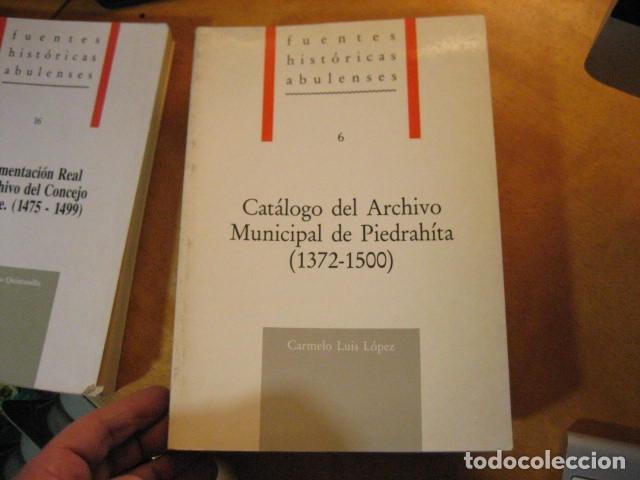 fuentes
históricas
abulenses
16
mentación Real
hivo del Concejo
e. (1475 - 1499)
Quintanilla
fuentes
históricas
abulenses
6
Catálogo del Archivo
Municipal de Piedrahíta
(1372-1500)
Carmelo Luis López
todocoleccion